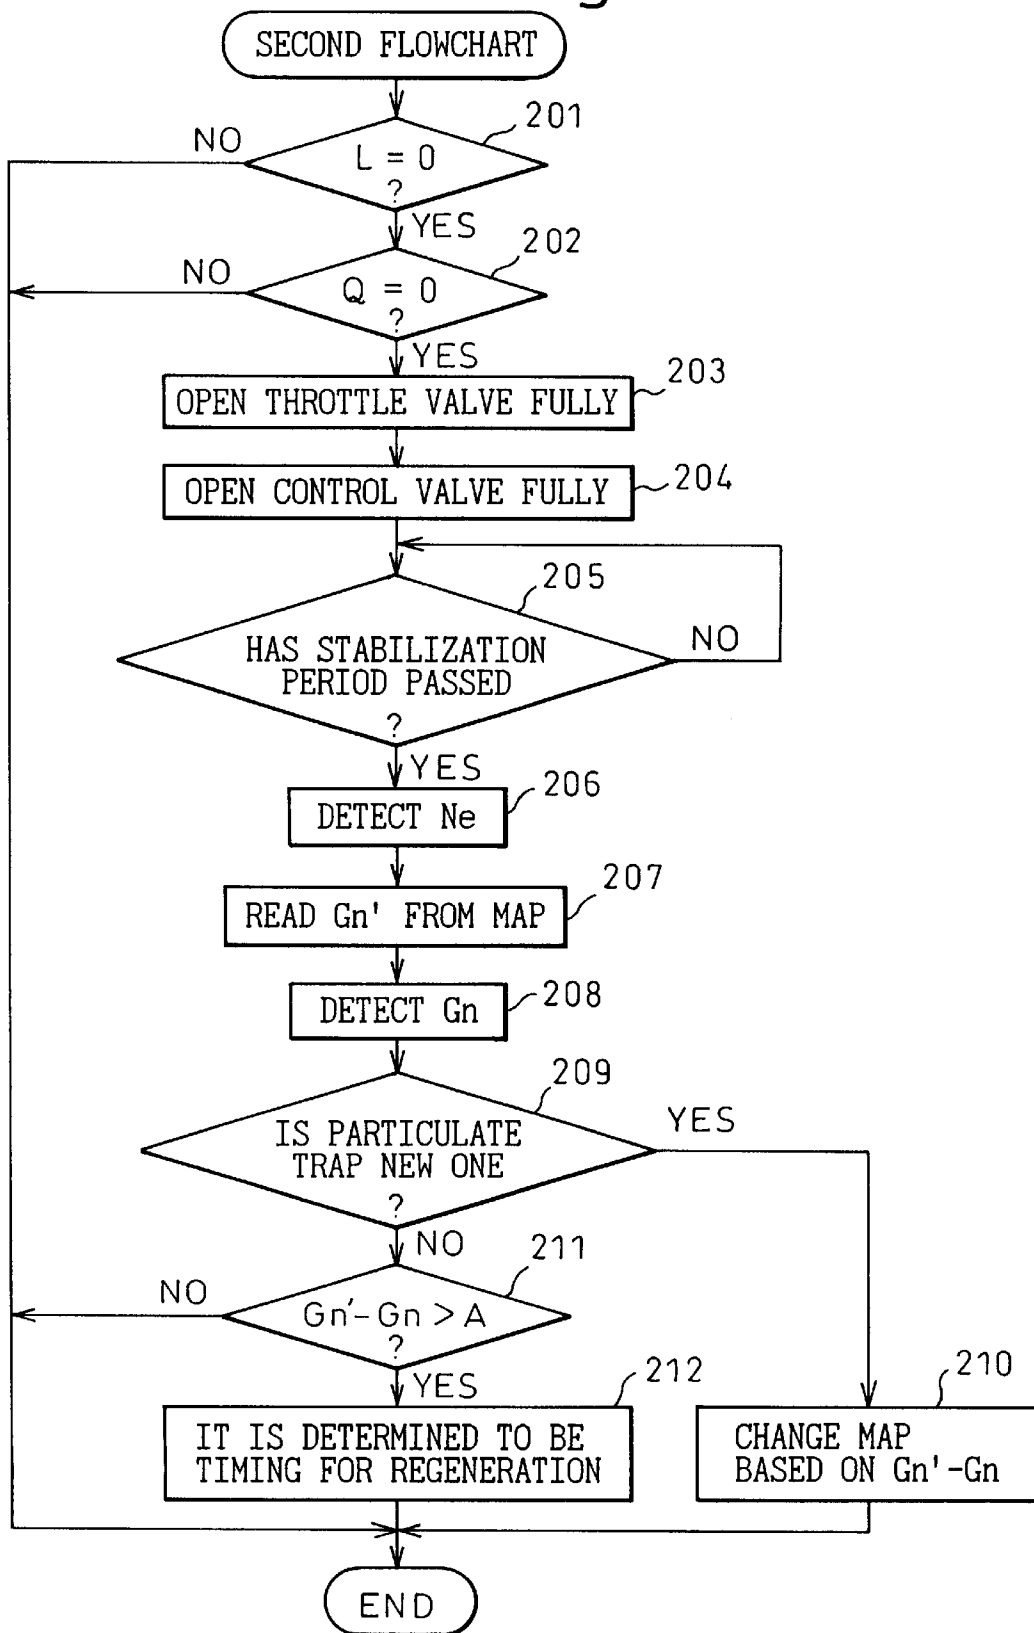 g
SECOND FLOWCHART
201
NO
L = 0
?
YES
202
NO
Q = 0
?
YES
203
OPEN THROTTLE VALVE FULLY
204
OPEN CONTROL VALVE FULLY
205
HAS STABILIZATION
PERIOD PASSED
?
NO
YES
206
DETECT Ne
207
READ Gn' FROM MAP
208
DETECT Gn
209
IS PARTICULATE
TRAP NEW ONE
?
YES
NO
211
NO
Gn'-Gn > A
?
YES
212
IT IS DETERMINED TO BE
TIMING FOR REGENERATION
210
CHANGE MAP
BASED ON Gn'-Gn
END